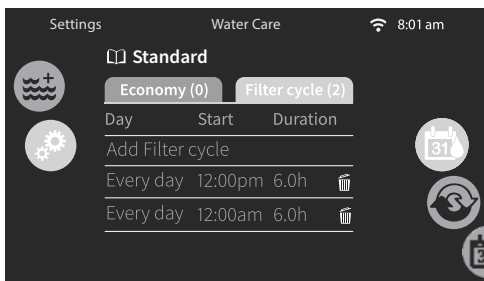 Settings Water Care 8:01 am
Standard
Economy (0) Filter cycle (2)
Day Start Duration
Add Filter cycle
Every day 12:00pm 6.0h
Every day 12:00am 6.0h
31